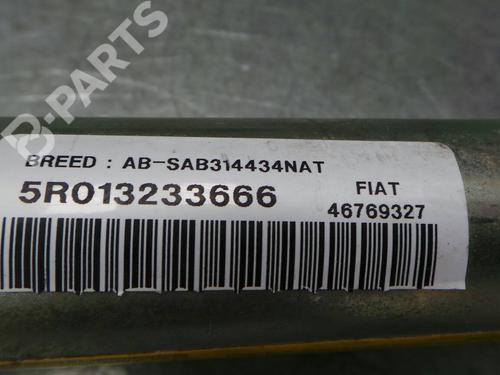 B-PARTS
BREED : AB-SAB314434NAT
5R013233666
FIAT
46769327